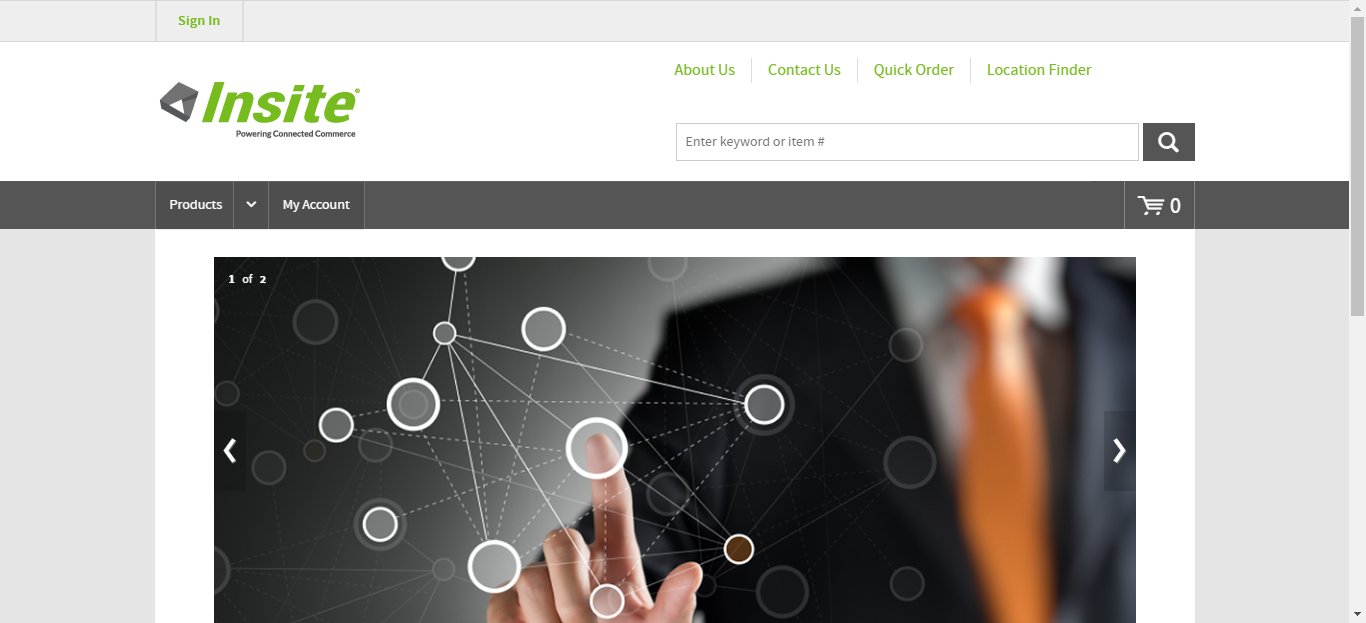 Sign In
About Us
Contact Us
Quick Order
Location Finder
Insite
Powering Connected Commerce
Enter keyword or item #
Products
My Account
0
1 of 2